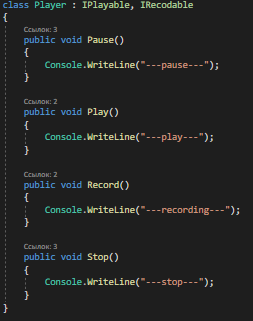 class Player : IPlayable, IRecodable
{
Ссылок: 3
public void Pause()
{
Console.WriteLine("---pause---");
}
Ссылок: 2
public void Play()
{
Console.WriteLine("---play---");
}
Ссылок: 2
public void Record()
{
Console.WriteLine("---recording---");
}
Ссылок: 3
public void Stop()
{
Console.WriteLine("---stop---");
}
}